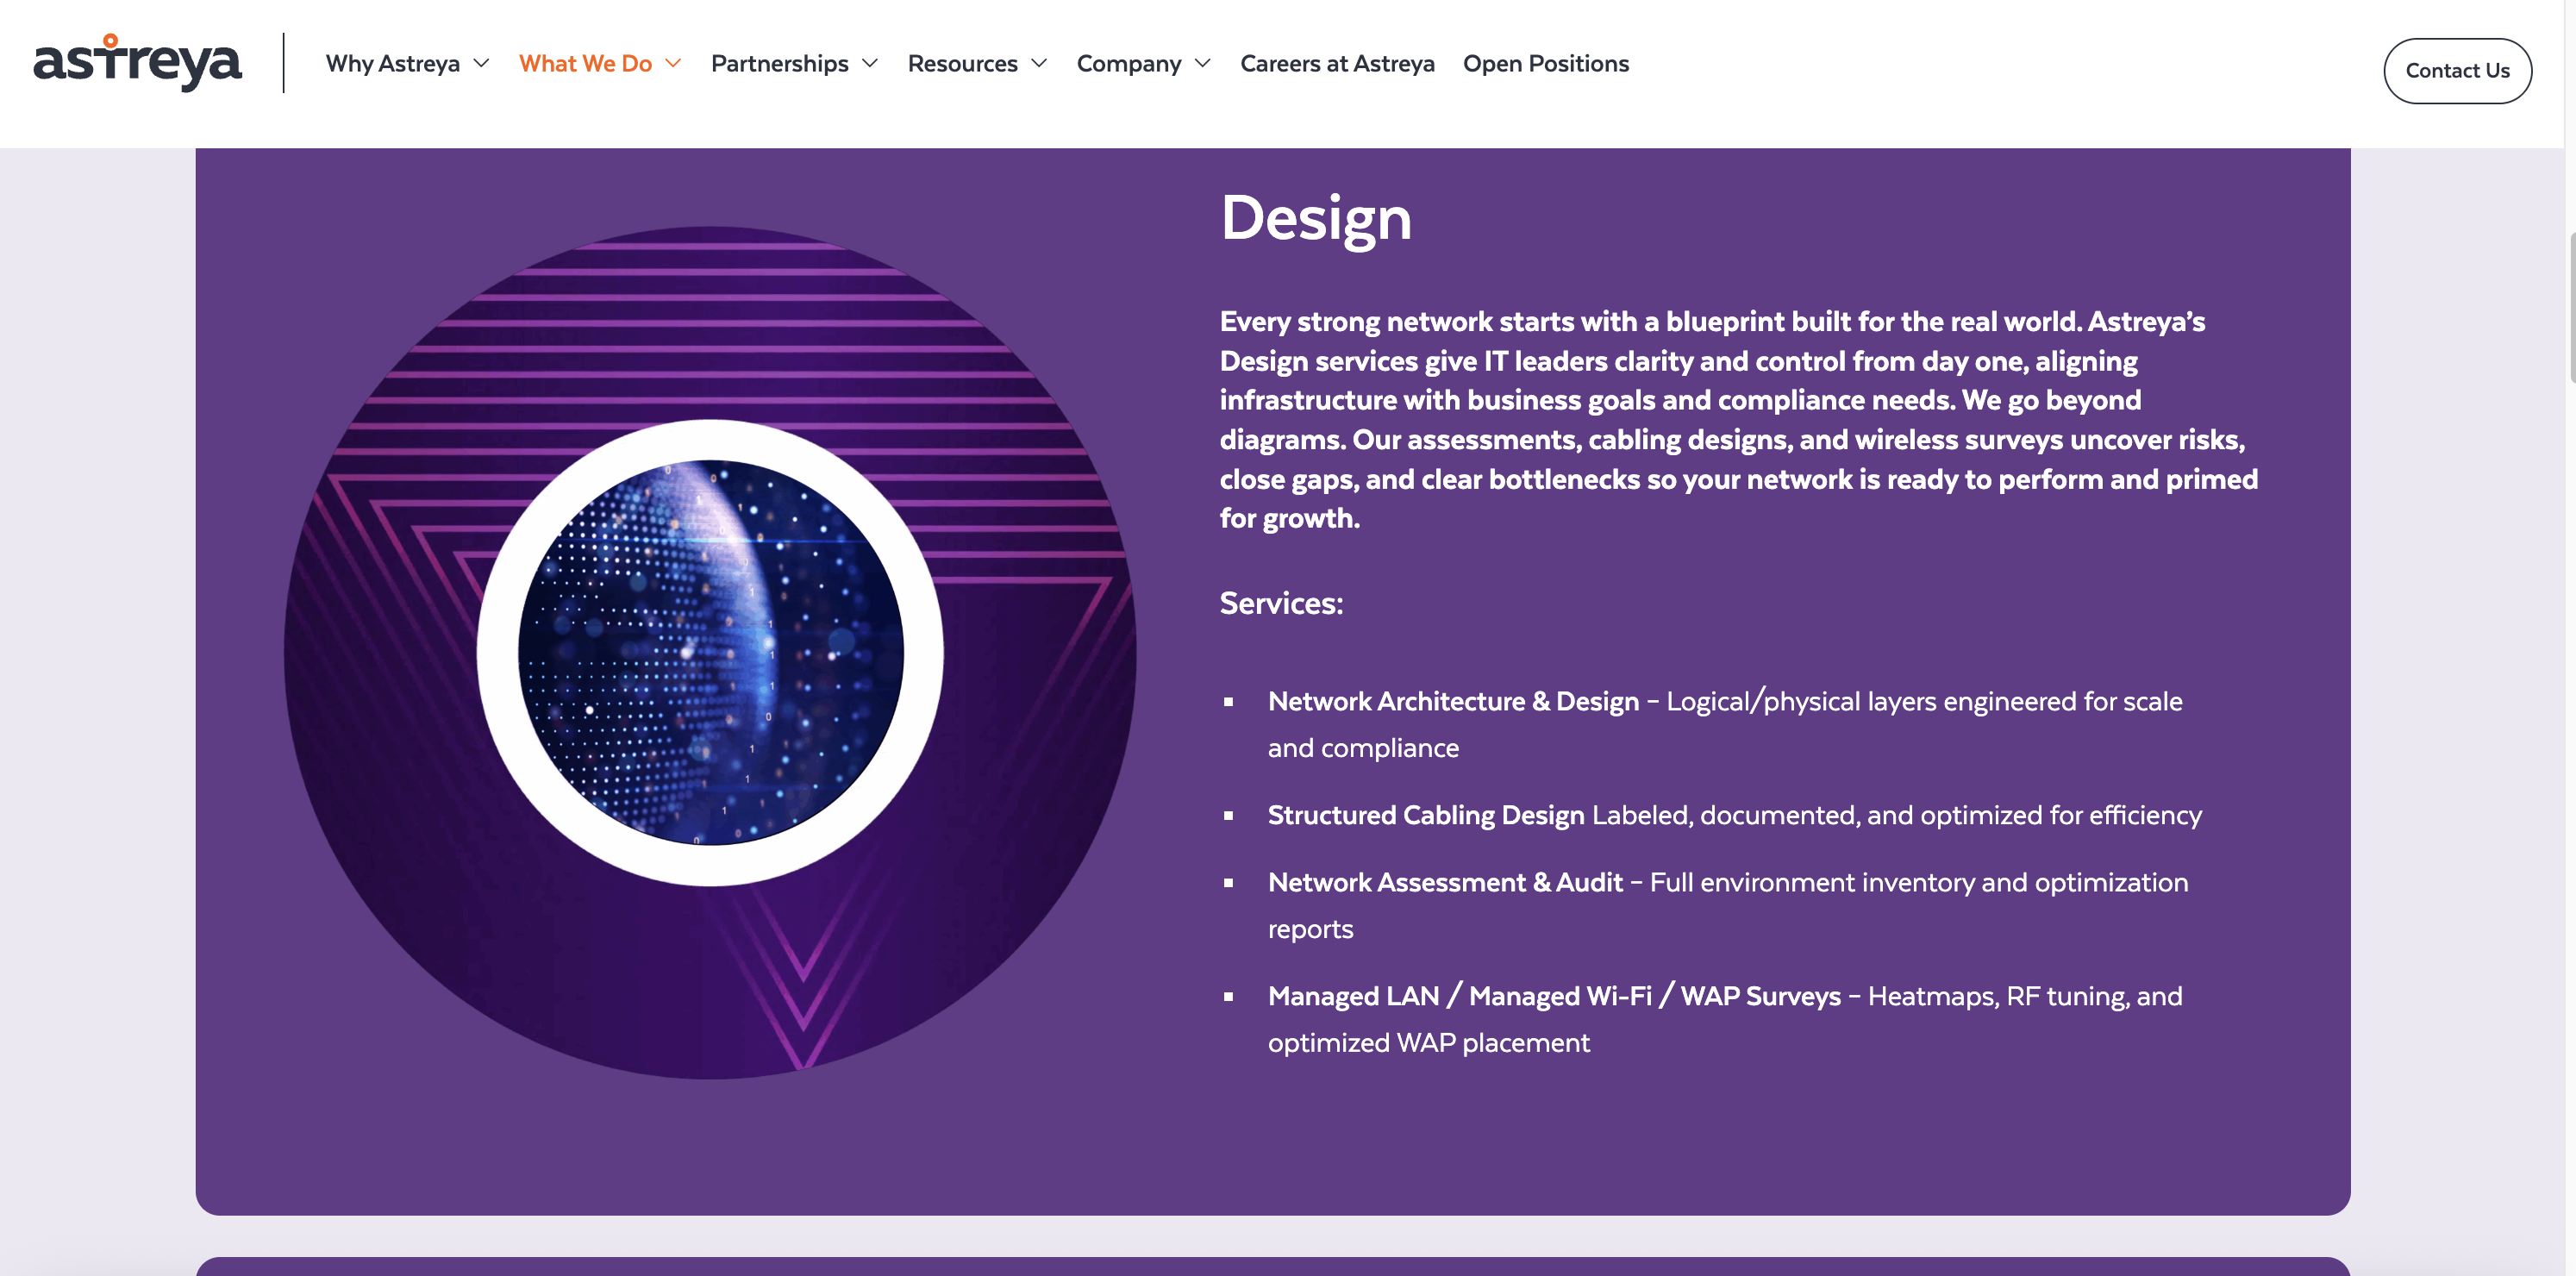 astreya
Why Astreya What We Do Partnerships Resources Company Careers at Astreya Open Positions Contact Us
Design
Every strong network starts with a blueprint built for the real world. Astreya’s
Design services give IT leaders clarity and control from day one, aligning
infrastructure with business goals and compliance needs. We go beyond
diagrams. Our assessments, cabling designs, and wireless surveys uncover risks,
close gaps, and clear bottlenecks so your network is ready to perform and primed
for growth.
Services:
▪ Network Architecture & Design – Logical/physical layers engineered for scale
and compliance
▪ Structured Cabling Design Labeled, documented, and optimized for efficiency
▪ Network Assessment & Audit – Full environment inventory and optimization
reports
▪ Managed LAN / Managed Wi-Fi / WAP Surveys – Heatmaps, RF tuning, and
optimized WAP placement